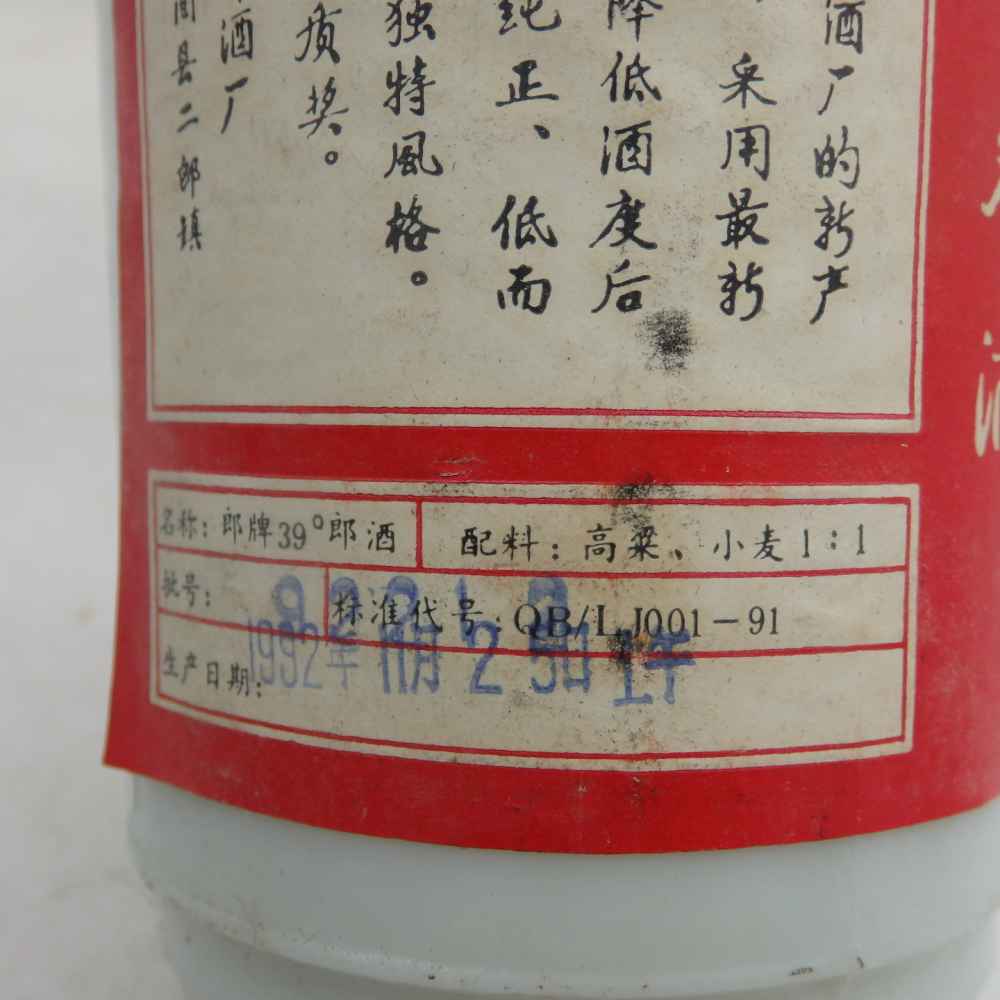 酒厂的新产
采用最新
降低酒度后
纯正、低而
独特風格。
质奖。
酒厂
蔺县二郎镇
名称：郎牌39°郎酒
配料：高粱、小麦1：1
批号：
标准代号：QB/LJ001-91
生产日期：
1992年
酒